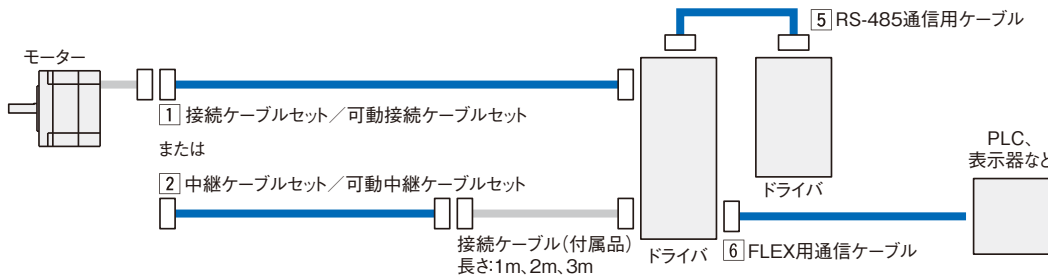 5 RS-485通信用ケーブル
モーター
1 接続ケーブルセット／可動接続ケーブルセット
または
2 中継ケーブルセット／可動中継ケーブルセット
接続ケーブル(付属品)
長さ:1m、2m、3m
ドライバ
ドライバ
6 FLEX用通信ケーブル
PLC、
表示器など